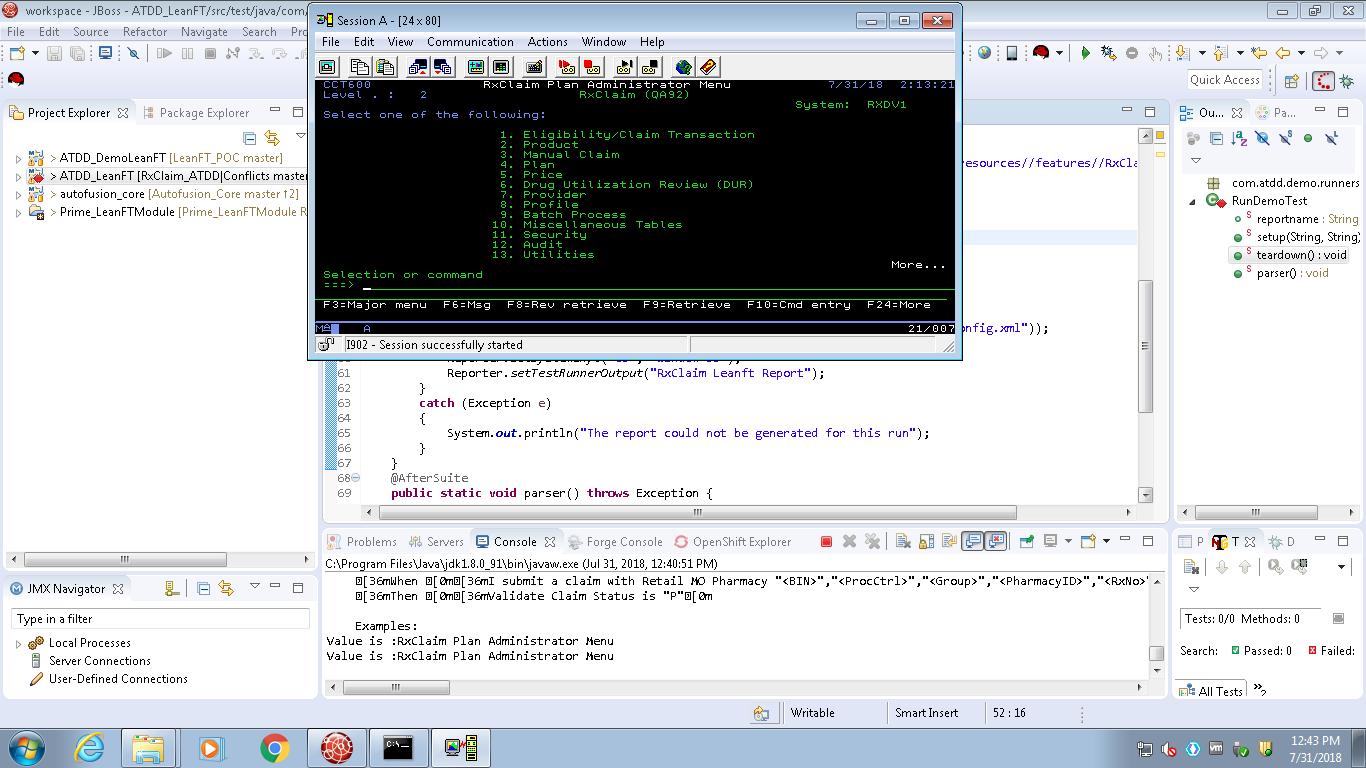 workspace - JBoss - ATDD_LeanFT/src/test/java/com/
File Edit Source Refactor Navigate Search
Quick Access
Project Explorer
Package Explorer
> ATDD_DemoLeanFT [LeanFT_POC master]
> ATDD_LeanFT [RxClaim_ATDD|Conflicts master
> autofusion_core [Autofusion_Core master ↑2]
> Prime_LeanFTModule [Prime_LeanFTModule R
Session A - [24 x 80]
File Edit View Communication Actions Window Help
CCT600 RxClaim Plan Administrator Menu 7/31/18 2:13:21
Level . : 2 RxClaim (QA92)
System: RXDV1
Select one of the following:
1. Eligibility/Claim Transaction
2. Product
3. Manual Claim
4. Plan
5. Price
6. Drug Utilization Review (DUR)
7. Provider
8. Profile
9. Batch Process
10. Miscellaneous Tables
11. Security
12. Audit
13. Utilities
More...
Selection or command
===>
F3=Major menu F6=Msg F8=Rev retrieve F9=Retrieve F10=Cmd entry F24=More
A 21/007
I902 - Session successfully started
resources//features//RxCla
nfig.xml"));
61 Reporter.setTestRunnerOutput("RxClaim Leanft Report");
62 }
63 catch (Exception e)
64 {
65 System.out.println("The report could not be generated for this run");
66 }
67 }
68 @AfterSuite
69 public static void parser() throws Exception {
Ou...
Pa...
com.atdd.demo.runners
RunDemoTest
reportname : String
setup(String, String)
teardown() : void
parser() : void
Problems Servers Console Forge Console OpenShift Explorer
C:\Program Files\Java\jdk1.8.0_91\bin\javaw.exe (Jul 31, 2018, 12:40:51 PM)
[36mWhen [0m[36mI submit a claim with Retail MO Pharmacy "<BIN>","<ProcCtrl>","<Group>","<PharmacyID>","<RxNo>"
[36mThen [0m[36mValidate Claim Status is "P"[0m
Examples:
Value is :RxClaim Plan Administrator Menu
Value is :RxClaim Plan Administrator Menu
JMX Navigator
Type in a filter
Local Processes
Server Connections
User-Defined Connections
P T D
Tests: 0/0 Methods: 0
Search: Passed: 0 Failed:
All Tests
Writable Smart Insert 52 : 16
12:43 PM
7/31/2018